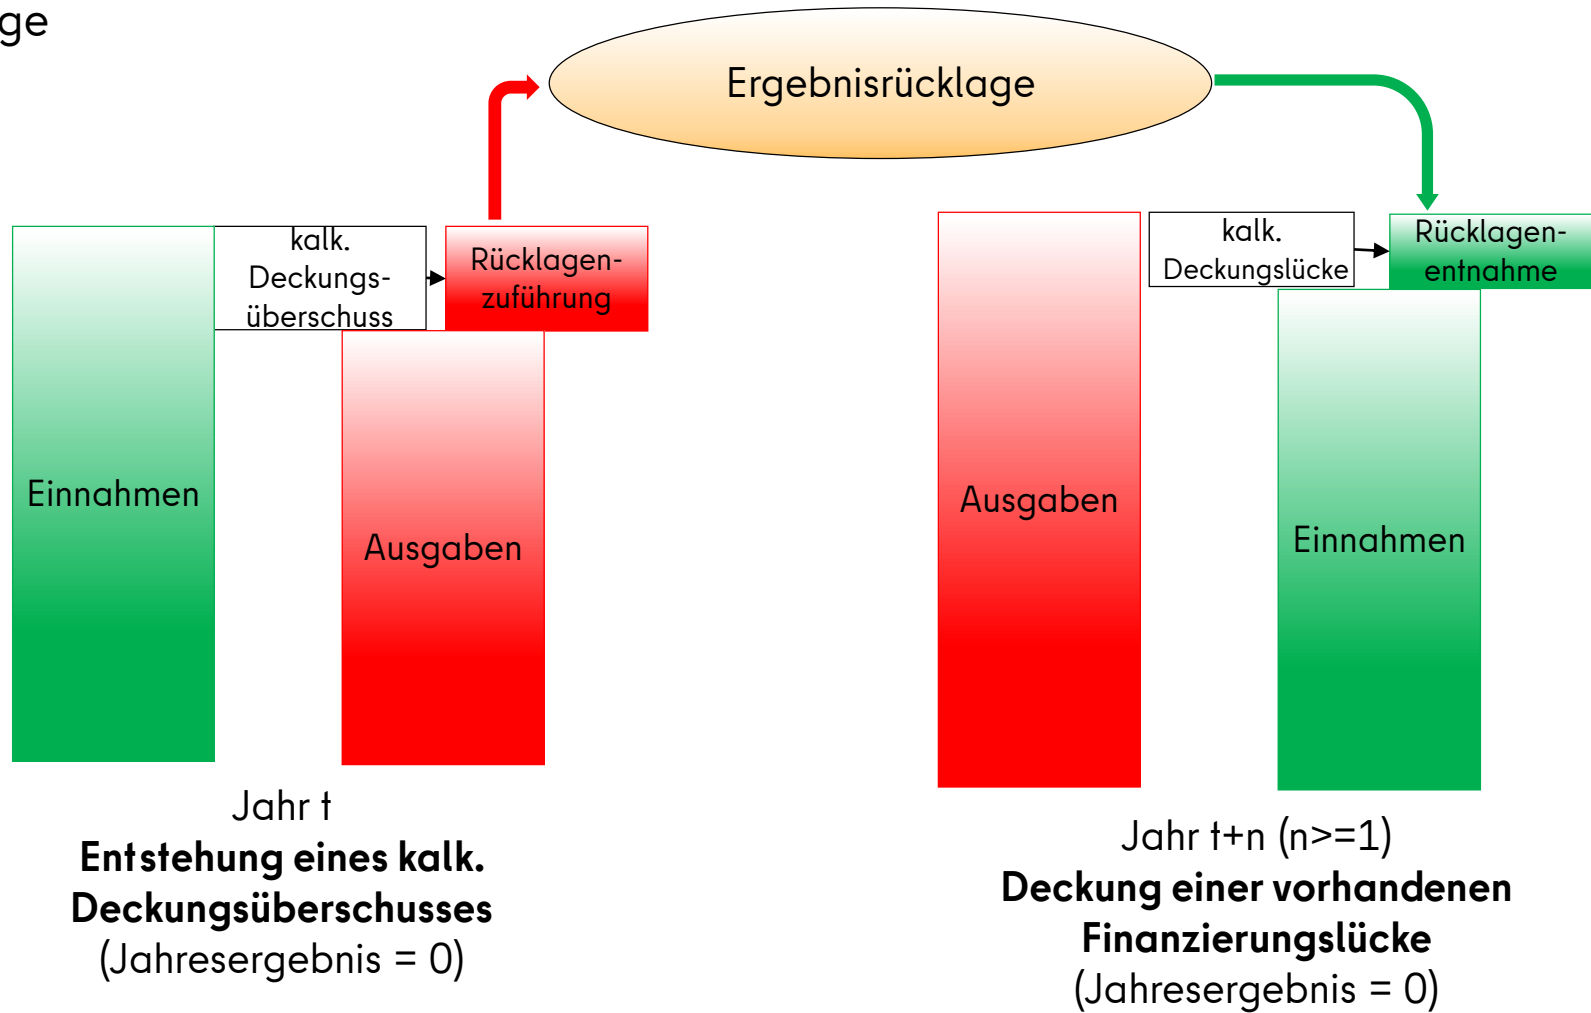 ge
Ergebnisrücklage
kalk.
Deckungs-
überschuss
Rücklagen-
zuführung
Einnahmen
Ausgaben
Jahr t
Entstehung eines kalk.
Deckungsüberschusses
(Jahresergebnis = 0)
kalk.
Deckungslücke
Rücklagen-
entnahme
Ausgaben
Einnahmen
Jahr t+n (n>=1)
Deckung einer vorhandenen
Finanzierungslücke
(Jahresergebnis = 0)